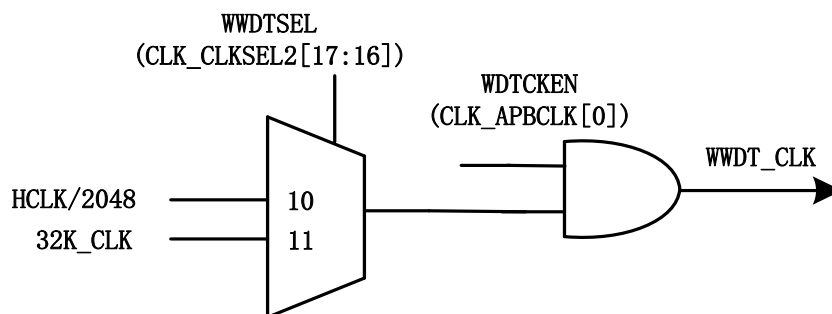 WWDTSEL
(CLK_CLKSEL2[17:16])
WDTCKEN
(CLK_APBCLK[0])
WWDT_CLK
HCLK/2048
10
32K_CLK
11